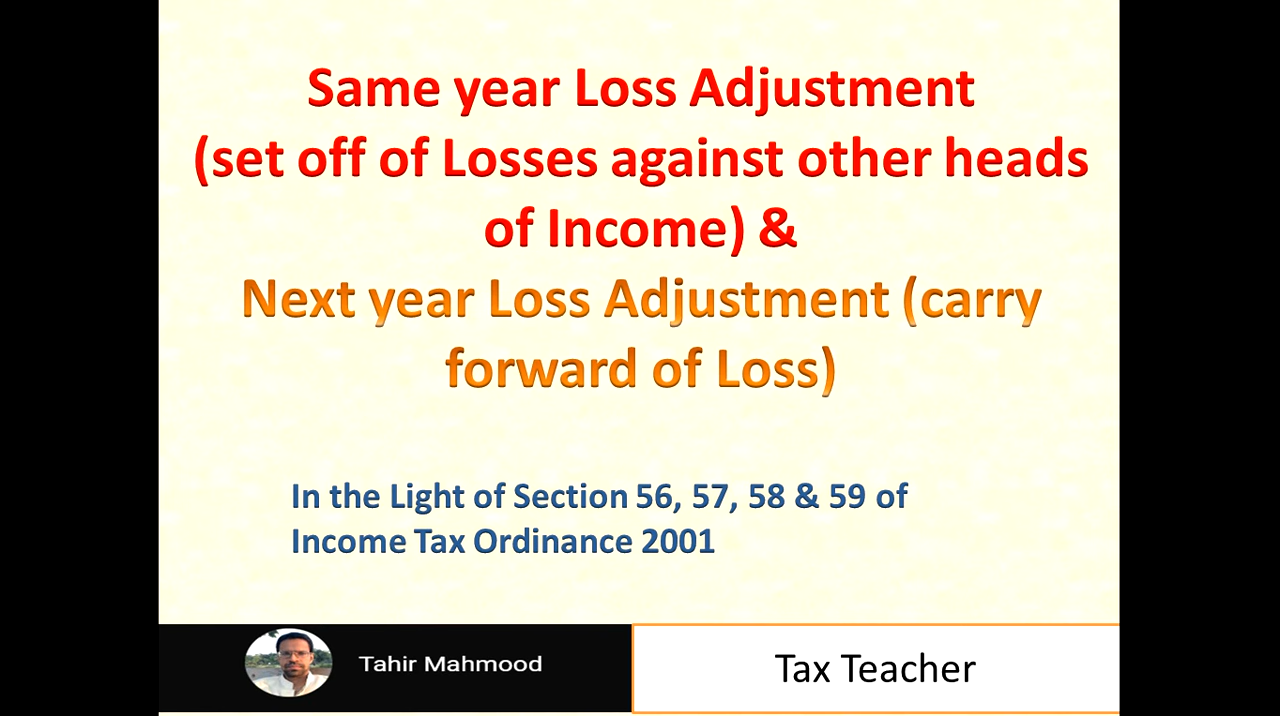 Same year Loss Adjustment
(set off of Losses against other heads
of Income) &
Next year Loss Adjustment (carry
forward of Loss)
In the Light of Section 56, 57, 58 & 59 of
Income Tax Ordinance 2001
Tahir Mahmood
Tax Teacher